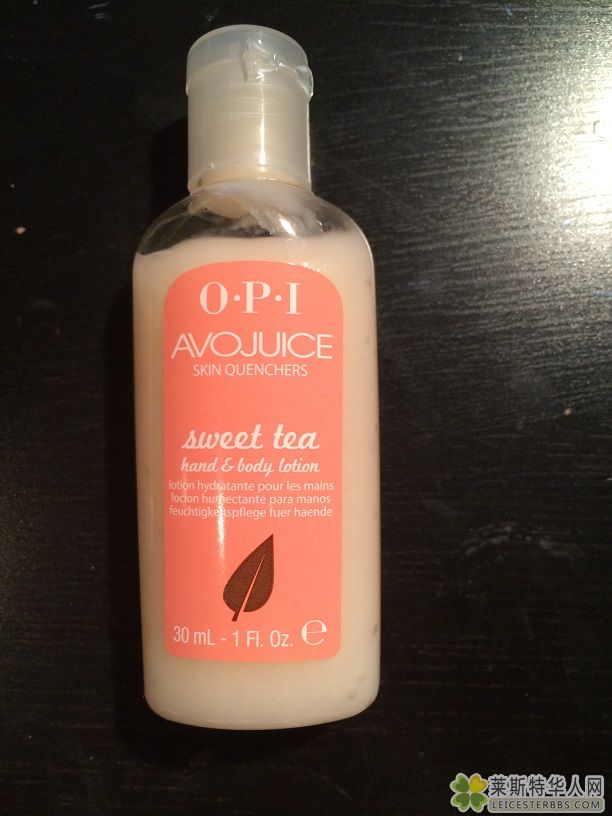 O·P·I
AVOJUICE
SKIN QUENCHERS
sweet tea
hand & body lotion
lotion hydratante pour les mains
locion humectante para manos
feuchtigkeitspflege fuer haende
30 mL - 1 Fl. Oz. e
莱斯特华人网
LEICESTERBBS.COM